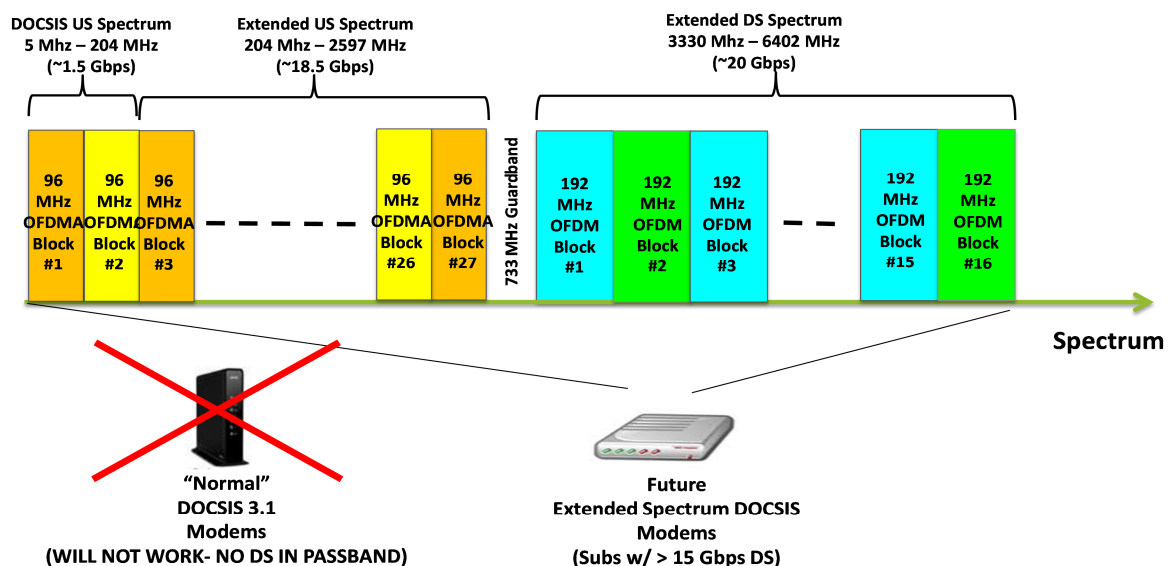 DOCSIS US Spectrum
5 Mhz – 204 MHz
(~1.5 Gbps)
Extended US Spectrum
204 Mhz – 2597 MHz
(~18.5 Gbps)
Extended DS Spectrum
3330 Mhz – 6402 MHz
(~20 Gbps)
96
MHz
OFDMA
Block
#1
96
MHz
OFDMA
Block
#2
96
MHz
OFDMA
Block
#3
96
MHz
OFDMA
Block
#26
96
MHz
OFDMA
Block
#27
733 MHz Guardband
192
MHz
OFDM
Block
#1
192
MHz
OFDM
Block
#2
192
MHz
OFDM
Block
#3
192
MHz
OFDM
Block
#15
192
MHz
OFDM
Block
#16
Spectrum
“Normal”
DOCSIS 3.1
Modems
(WILL NOT WORK- NO DS IN PASSBAND)
Future
Extended Spectrum DOCSIS
Modems
(Subs w/ > 15 Gbps DS)